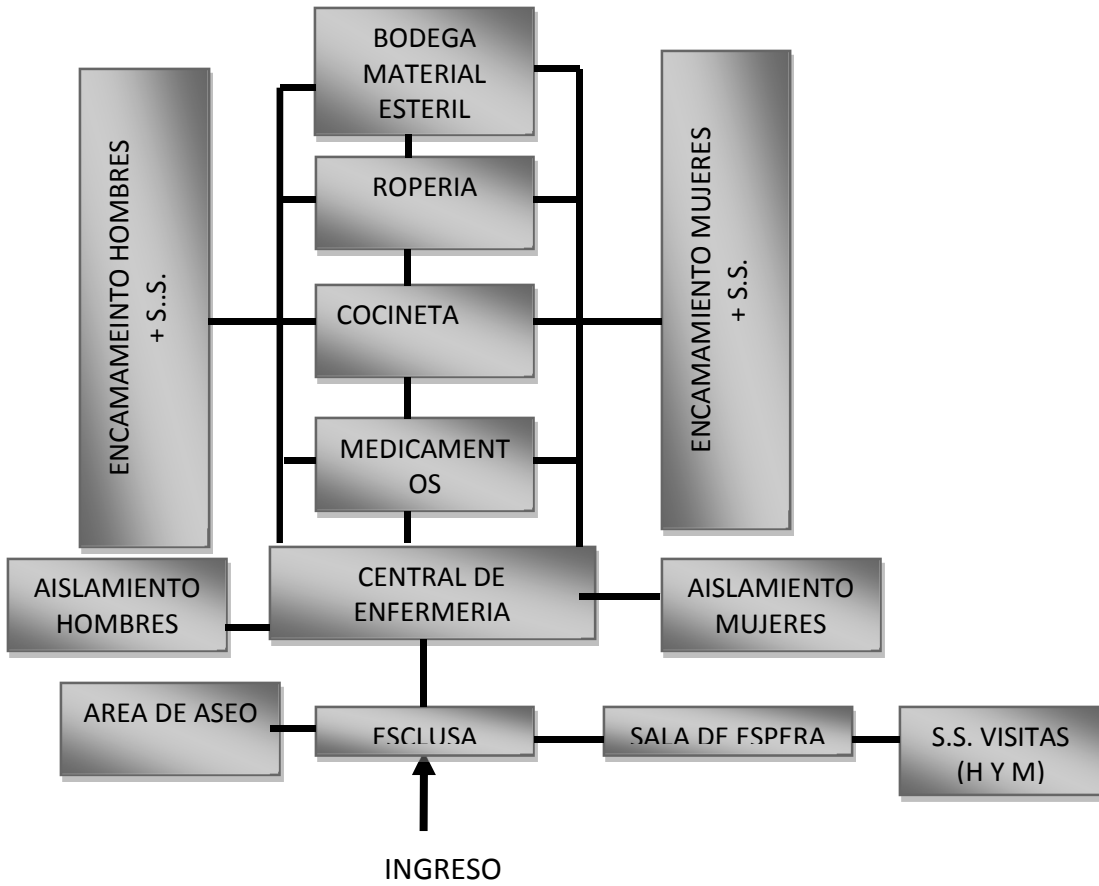 BODEGA
MATERIAL
ESTERIL
ENCAMAMEINTO HOMBRES
+ S..S.
ROPERIA
ENCAMAMIENTO MUJERES
+ S.S.
COCINETA
MEDICAMENT
OS
CENTRAL DE
ENFERMERIA
AISLAMIENTO
HOMBRES
AISLAMIENTO
MUJERES
AREA DE ASEO
ESCLUSA
SALA DE ESPERA
S.S. VISITAS
(H Y M)
INGRESO